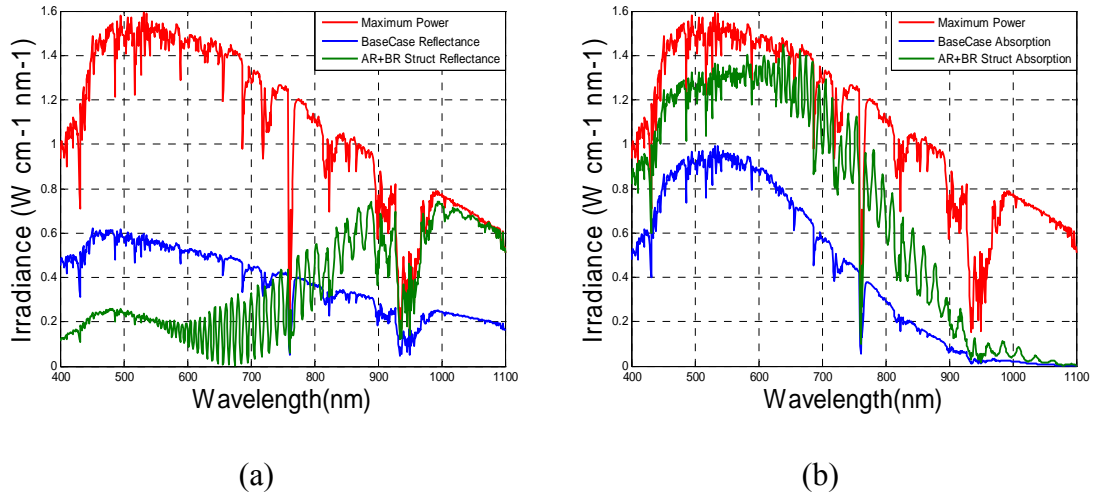 Irradiance (W cm-1 nm-1)
1.6
1.4
1.2
1
0.8
0.6
0.4
0.2
0
Maximum Power
BaseCase Reflectance
AR+BR Struct Reflectance
400 500 600 700 800 900 1000 1100
Wavelength(nm)
(a)
Irradiance (W cm-1 nm-1)
1.6
1.4
1.2
1
0.8
0.6
0.4
0.2
0
Maximum Power
BaseCase Absorption
AR+BR Struct Absorption
400 500 600 700 800 900 1000 1100
Wavelength(nm)
(b)